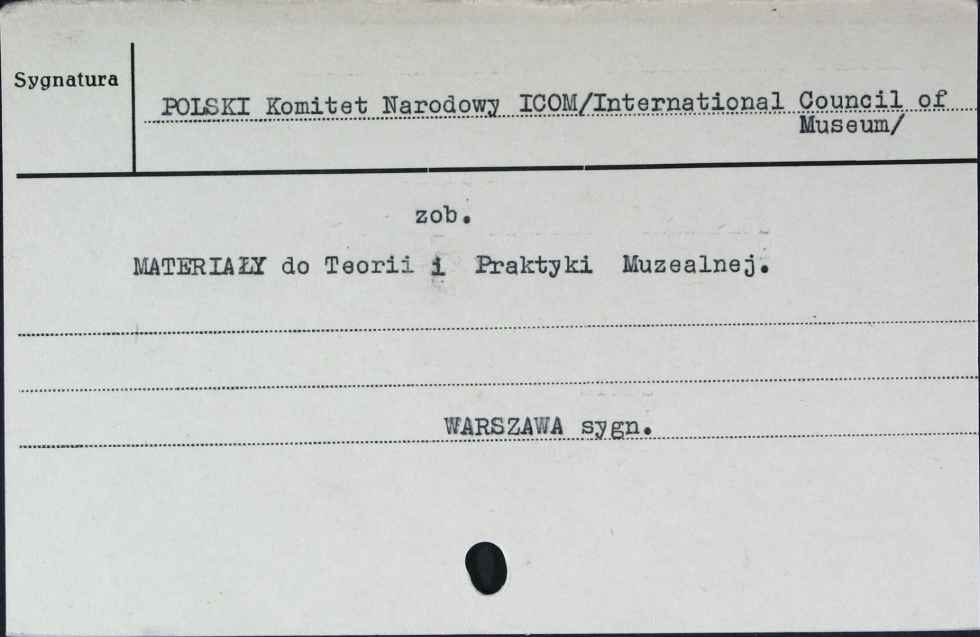 Sygnatura
POLSKI Komitet Narodowy ICOM/International Council of
Museum/
zob.
MATERIAŁY do Teorii i Praktyki Muzealnej.
WARSZAWA sygn.